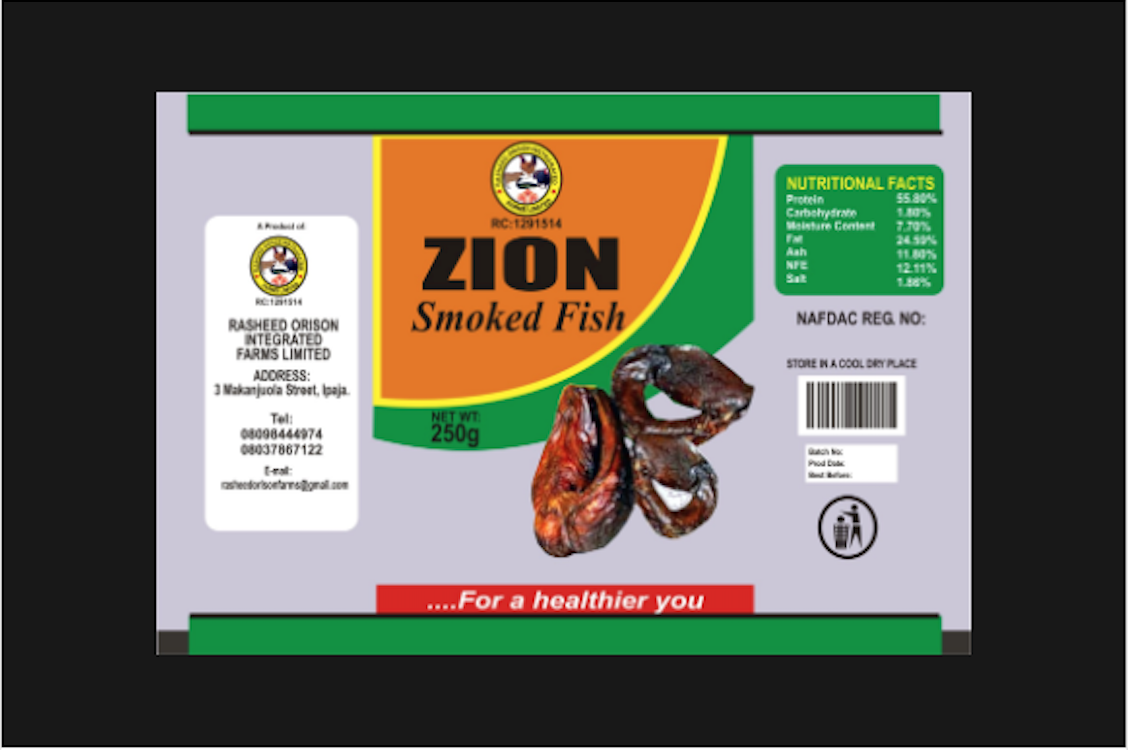 A Product of:
RC:1291514
RASHEED ORISON
INTEGRATED
FARMS LIMITED
ADDRESS:
3 Makanjuola Street, Ipaja.
Tel:
08098444974
08037867122
E-mail:
rasheedorisonfarms@gmail.com
RC:1291514
ZION
Smoked Fish
NET WT:
250g
....For a healthier you
NUTRITIONAL FACTS
Protein 55.80%
Carbohydrate 1.80%
Moisture Content 7.70%
Fat 24.59%
Ash 11.80%
NFE 12.11%
Salt 1.86%
NAFDAC REG. NO:
STORE IN A COOL DRY PLACE
Batch No:
Prod Date:
Best Before: